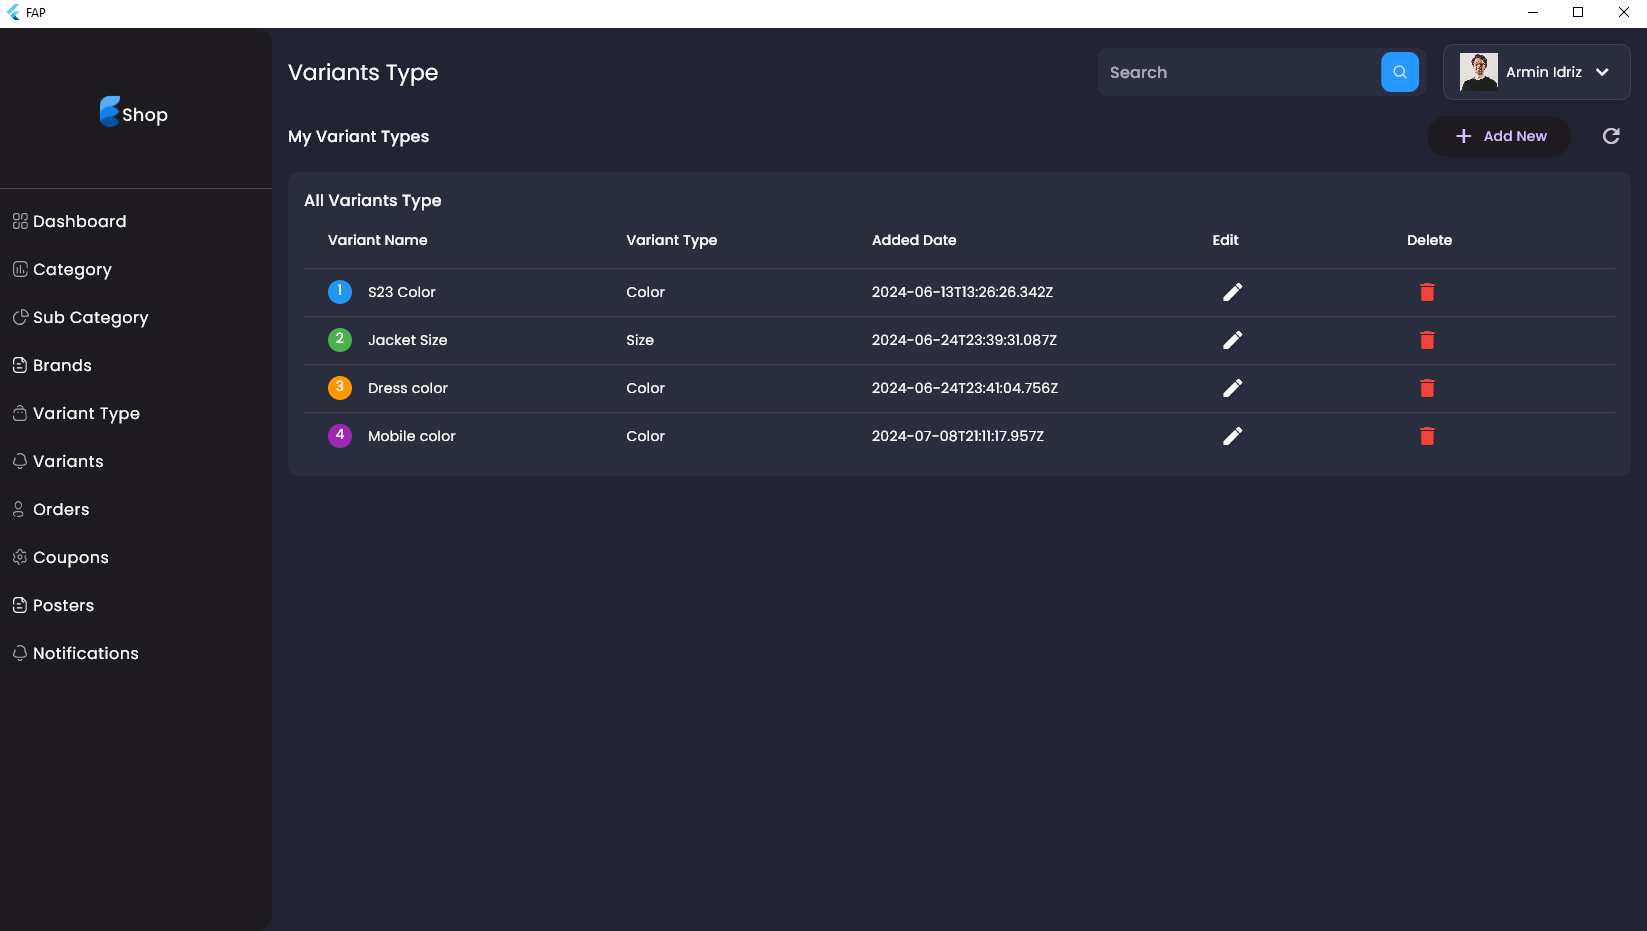 FAP
Shop
Dashboard
Category
Sub Category
Brands
Variant Type
Variants
Orders
Coupons
Posters
Notifications
Variants Type
Search
Armin Idriz
My Variant Types
Add New
All Variants Type
Variant Name Variant Type Added Date Edit Delete
1 S23 Color Color 2024-06-13T13:26:26.342Z
2 Jacket Size Size 2024-06-24T23:39:31.087Z
3 Dress color Color 2024-06-24T23:41:04.756Z
4 Mobile color Color 2024-07-08T21:11:17.957Z